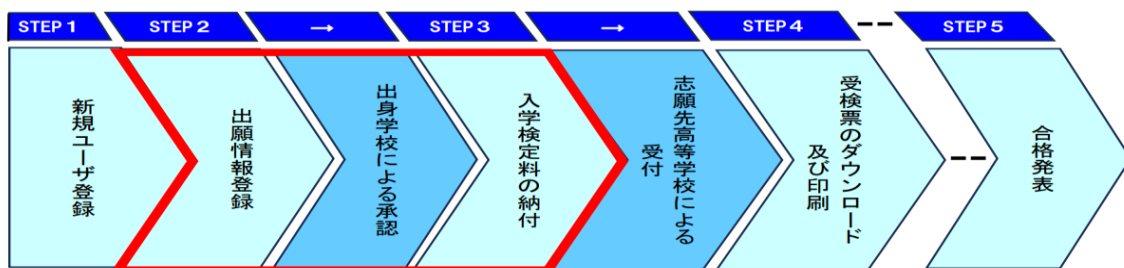 STEP 1
STEP 2
→
STEP 3
→
STEP 4
STEP 5
新規ユーザ登録
出願情報登録
出身学校による承認
入学検定料の納付
志願先高等学校による
受付
受検票のダウンロード
及び印刷
合格発表